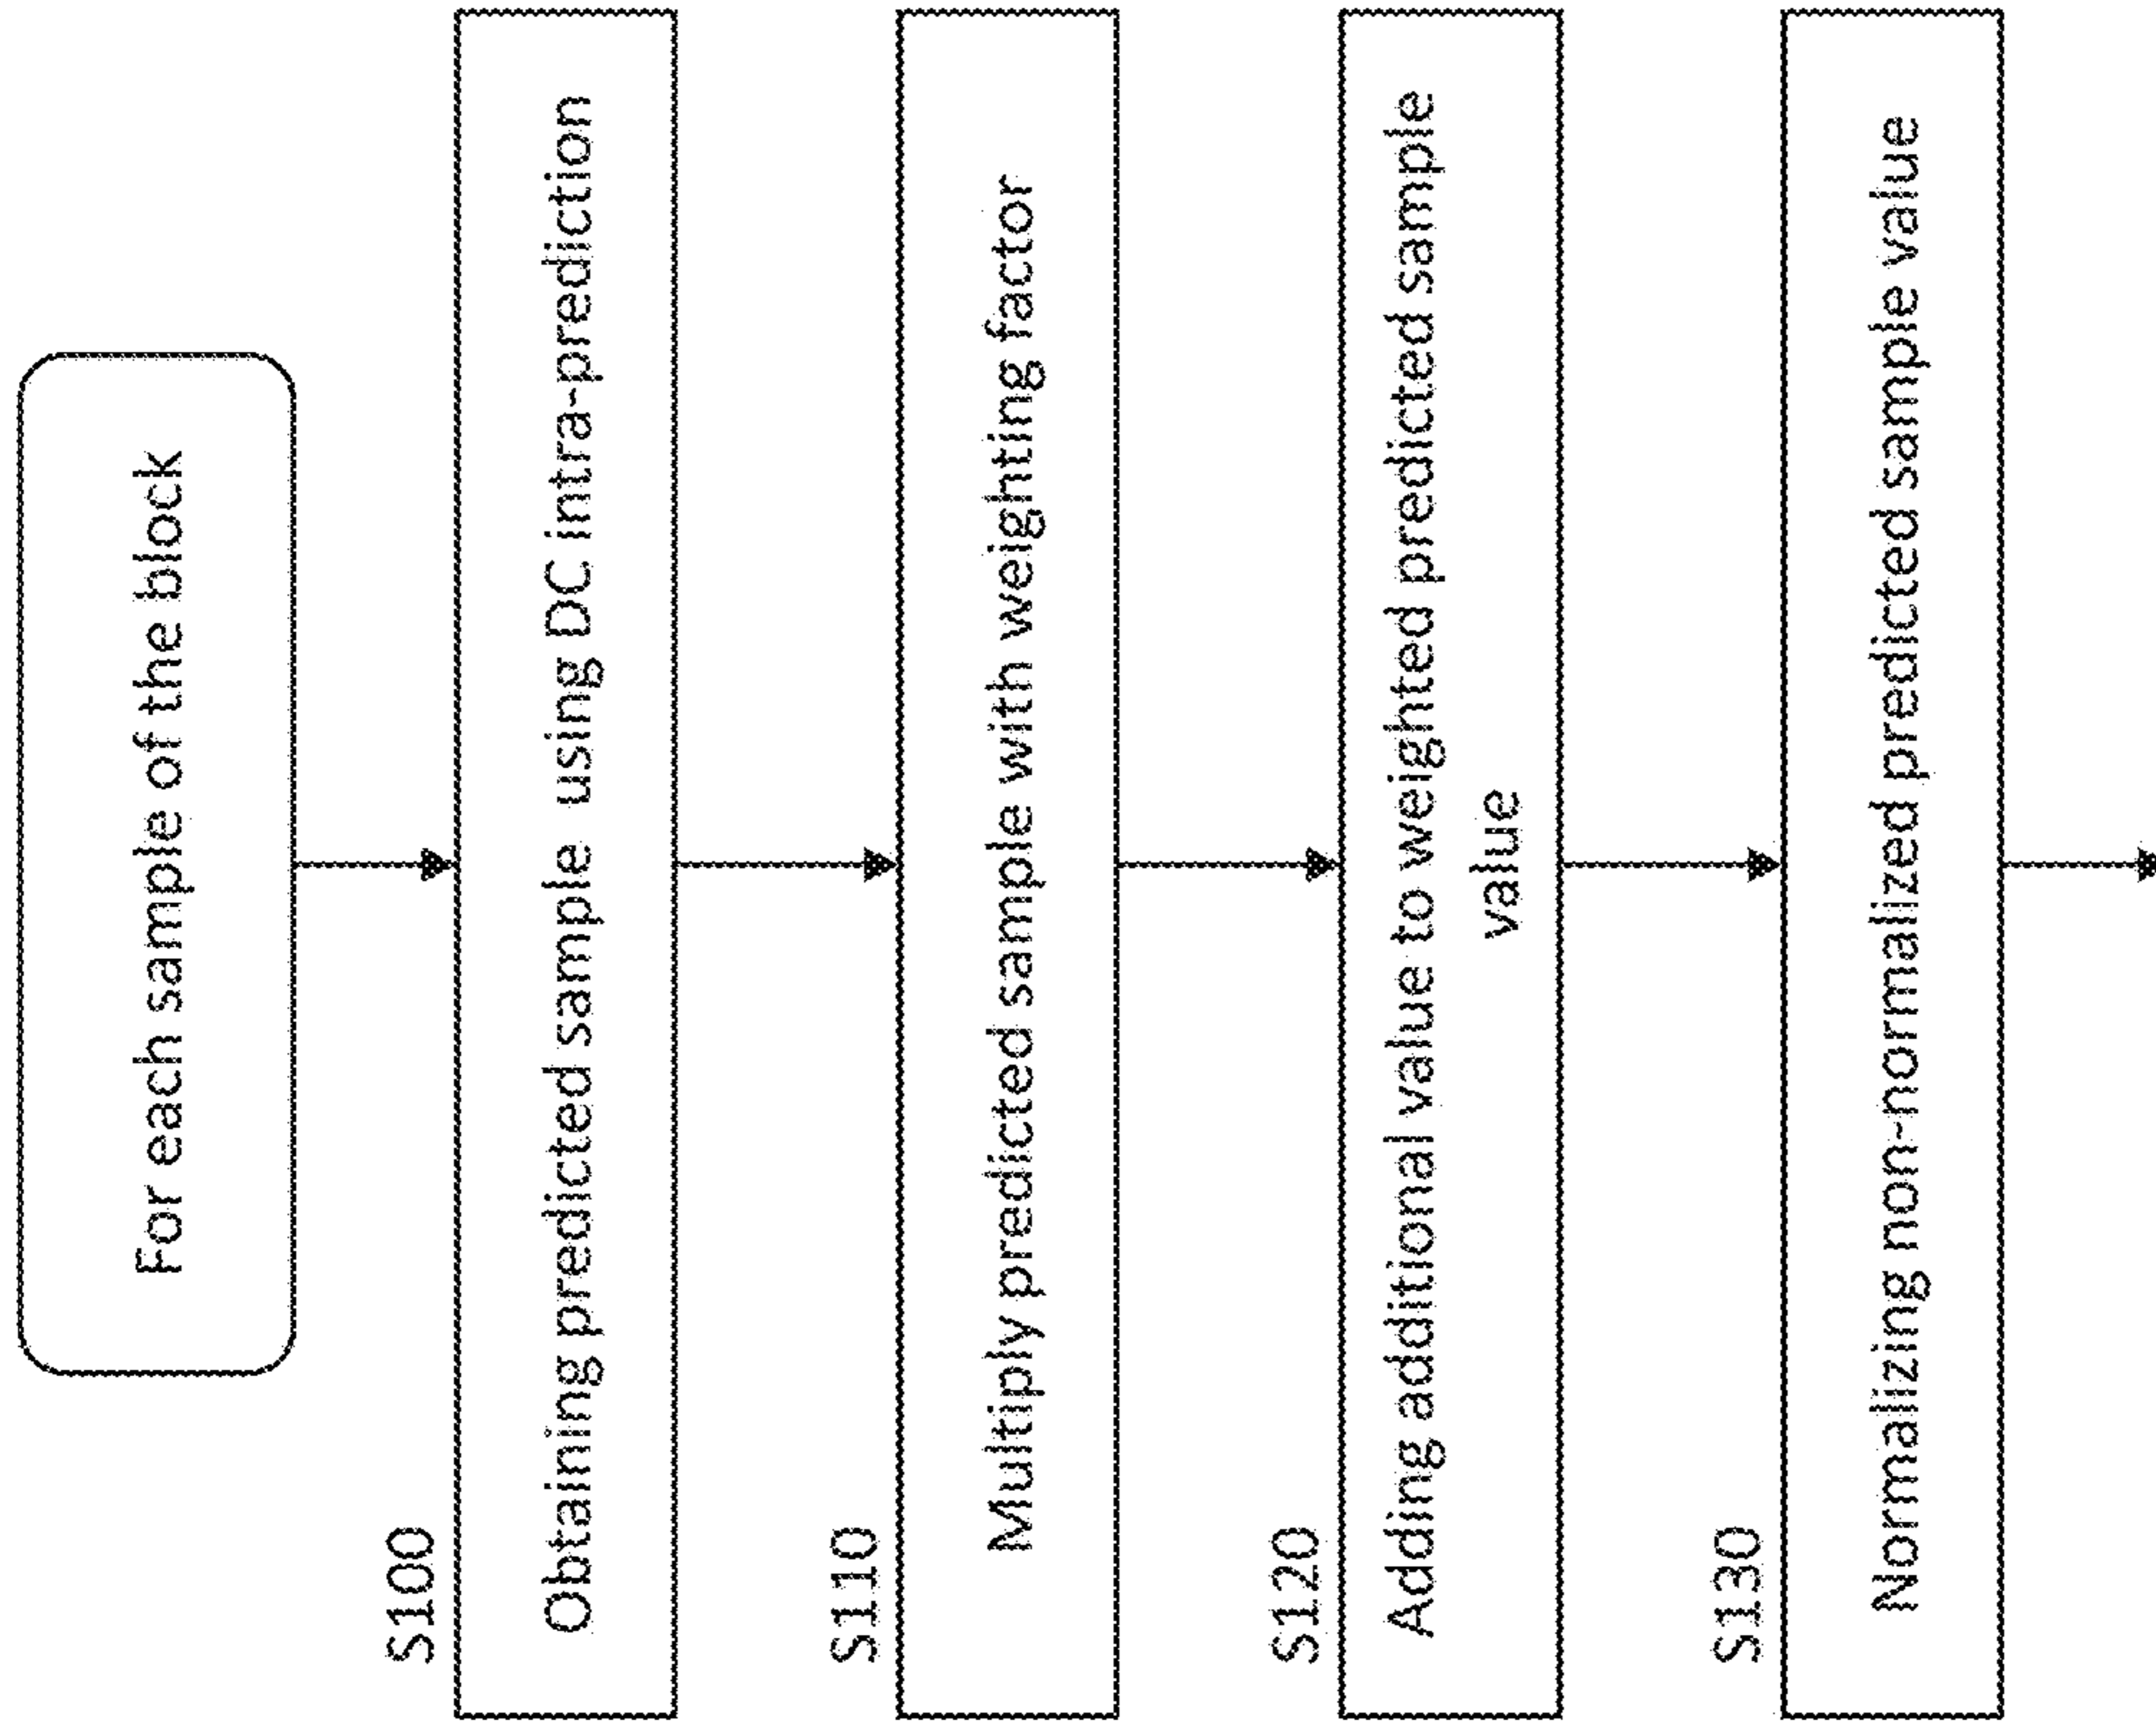 For each sample of the block
S100
Obtaining predicted sample using DC intra-prediction
S110
Multiply predicted sample with weighting factor
S120
Adding additional value to weighted predicted sample
value
S130
Normalizing non-normalized predicted sample value